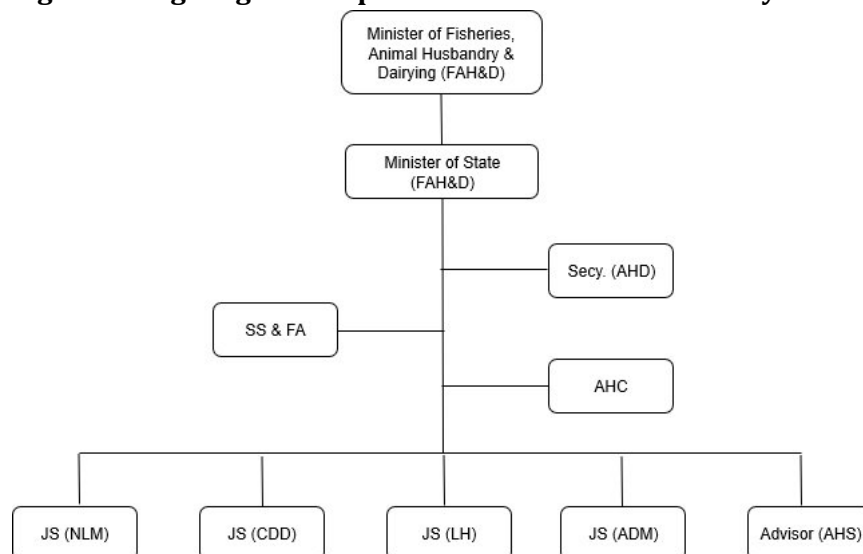 Minister of Fisheries,
Animal Husbandry &
Dairying (FAH&D)
Minister of State
(FAH&D)
Secy. (AHD)
SS & FA
AHC
JS (NLM)
JS (CDD)
JS (LH)
JS (ADM)
Advisor (AHS)